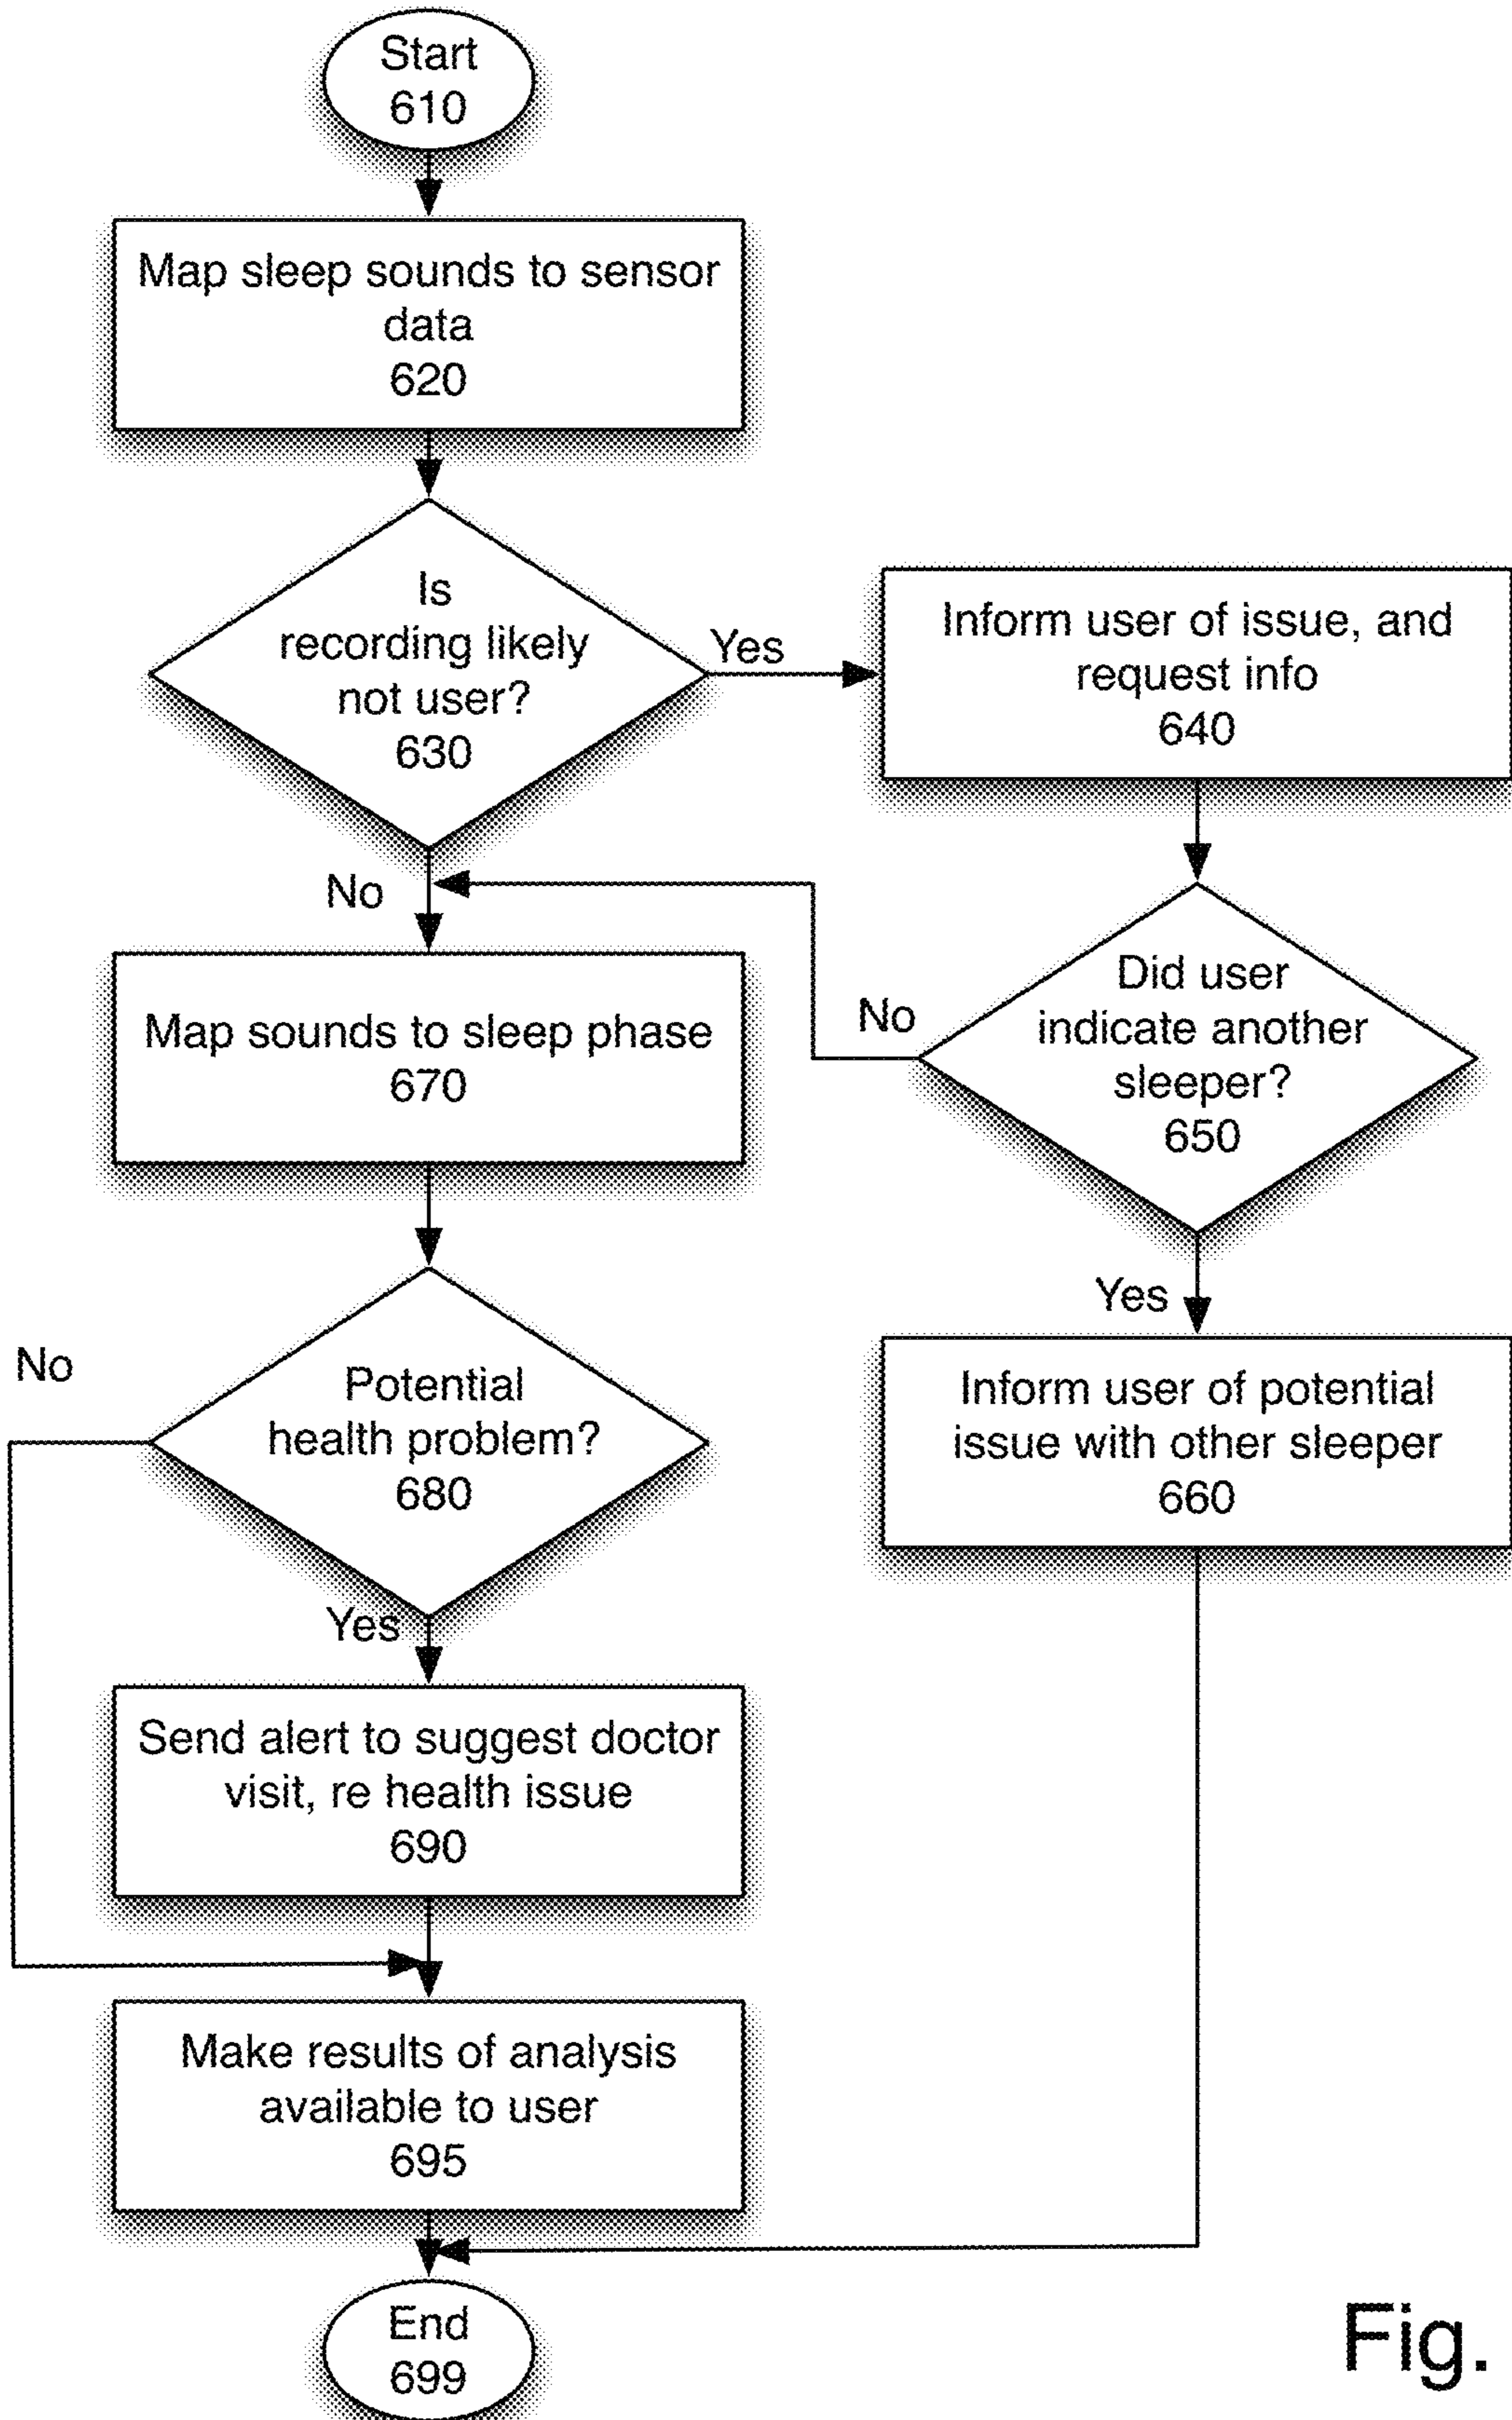 Start
610
Map sleep sounds to sensor
data
620
Is
recording likely
not user?
630
Yes
Inform user of issue, and
request info
640
No
Did user
indicate another
sleeper?
650
No
Map sounds to sleep phase
670
Yes
Inform user of potential
issue with other sleeper
660
Potential
health problem?
680
No
Yes
Send alert to suggest doctor
visit, re health issue
690
Make results of analysis
available to user
695
End
699
Fig.